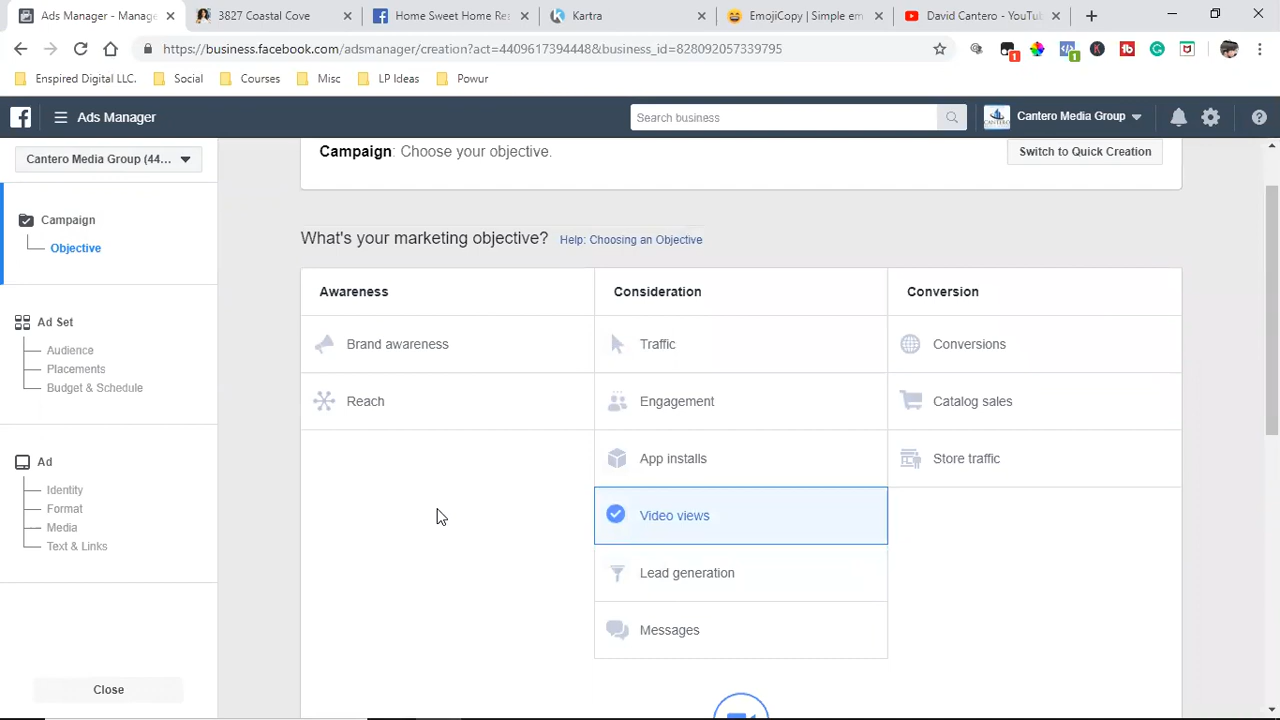 Ads Manager - Manag
3827 Coastal Cove
Home Sweet Home Re
Kartra
EmojiCopy | Simple em
David Cantero - YouTu
https://business.facebook.com/adsmanager/creation?act=4409617394448&business_id=828092057339795
1
1
Enspired Digital LLC.
Social
Courses
Misc
LP Ideas
Powur
Ads Manager
Search business
CANTERO
Cantero Media Group
Cantero Media Group (44...
Campaign: Choose your objective.
Switch to Quick Creation
Campaign
Objective
Ad Set
Audience
Placements
Budget & Schedule
Ad
Identity
Format
Media
Text & Links
Close
What's your marketing objective?
Help: Choosing an Objective
Awareness
Consideration
Conversion
Brand awareness
Traffic
Conversions
Reach
Engagement
Catalog sales
App installs
Store traffic
Video views
Lead generation
Messages